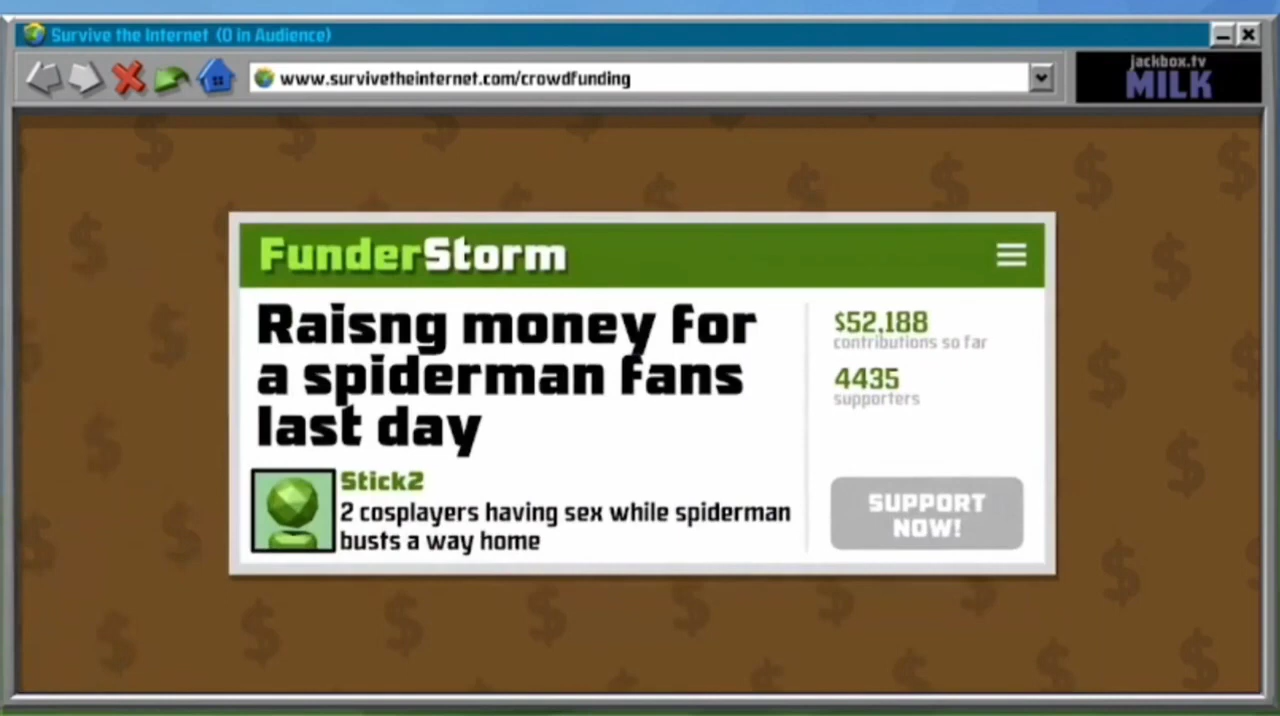 Survive the Internet (0 in Audience)
www.survivetheinternet.com/crowdfunding
jackbox.tv
MILK
FunderStorm
Raisng money for
a spiderman fans
last day
$52,188
contributions so far
4435
supporters
Stick2
2 cosplayers having sex while spiderman
busts a way home
SUPPORT
NOW!